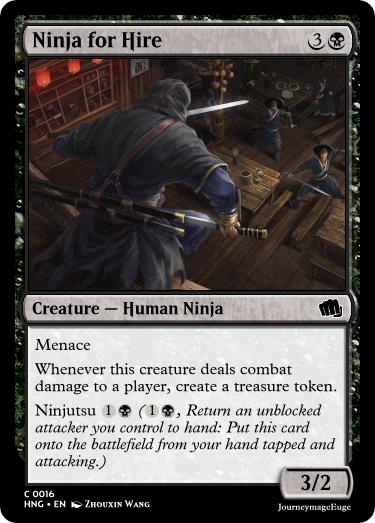 Ninja for Hire 3
Creature — Human Ninja
Menace
Whenever this creature deals combat
damage to a player, create a treasure token.
Ninjutsu 1 (1, Return an unblocked
attacker you control to hand: Put this card
onto the battlefield from your hand tapped and
attacking.)
3/2
C 0016
HNG • EN Zhouxin Wang
JourneymageEuge